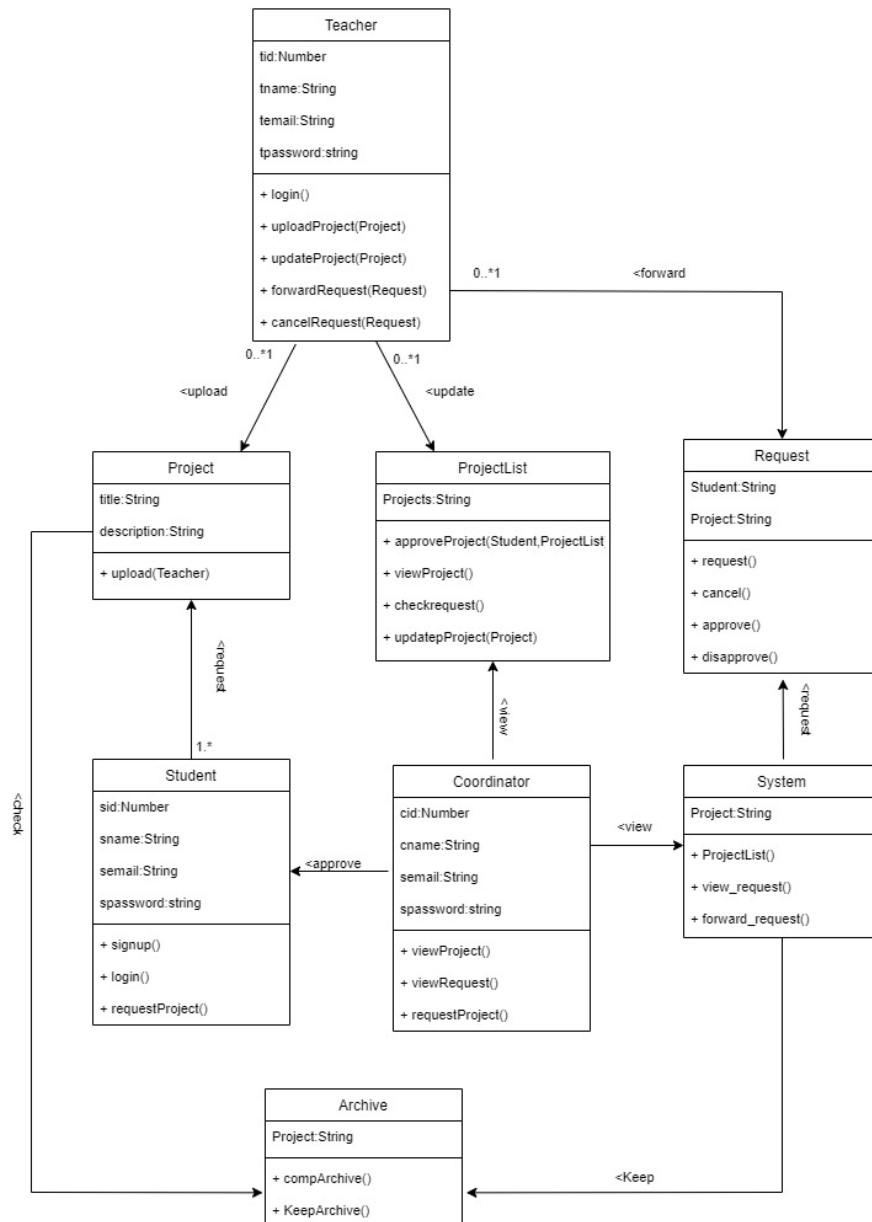 Teacher
tid:Number
tname:String
temail:String
tpassword:string
+ login()
+ uploadProject(Project)
+ updateProject(Project)
+ forwardRequest(Request)
+ cancelRequest(Request)
0..*1
<forward
0..*1
0..*1
<upload
<update
Project
title:String
description:String
+ upload(Teacher)
ProjectList
Projects:String
+ approveProject(Student,ProjectList
+ viewProject()
+ checkrequest()
+ updatepProject(Project)
Request
Student:String
Project:String
+ request()
+ cancel()
+ approve()
+ disapprove()
<request
<view
<request
1.*
<check
Student
sid:Number
sname:String
semail:String
spassword:string
+ signup()
+ login()
+ requestProject()
<approve
Coordinator
cid:Number
cname:String
semail:String
spassword:string
+ viewProject()
+ viewRequest()
+ requestProject()
<view
System
Project:String
+ ProjectList()
+ view_request()
+ forward_request()
Archive
Project:String
+ compArchive()
+ KeepArchive()
<Keep